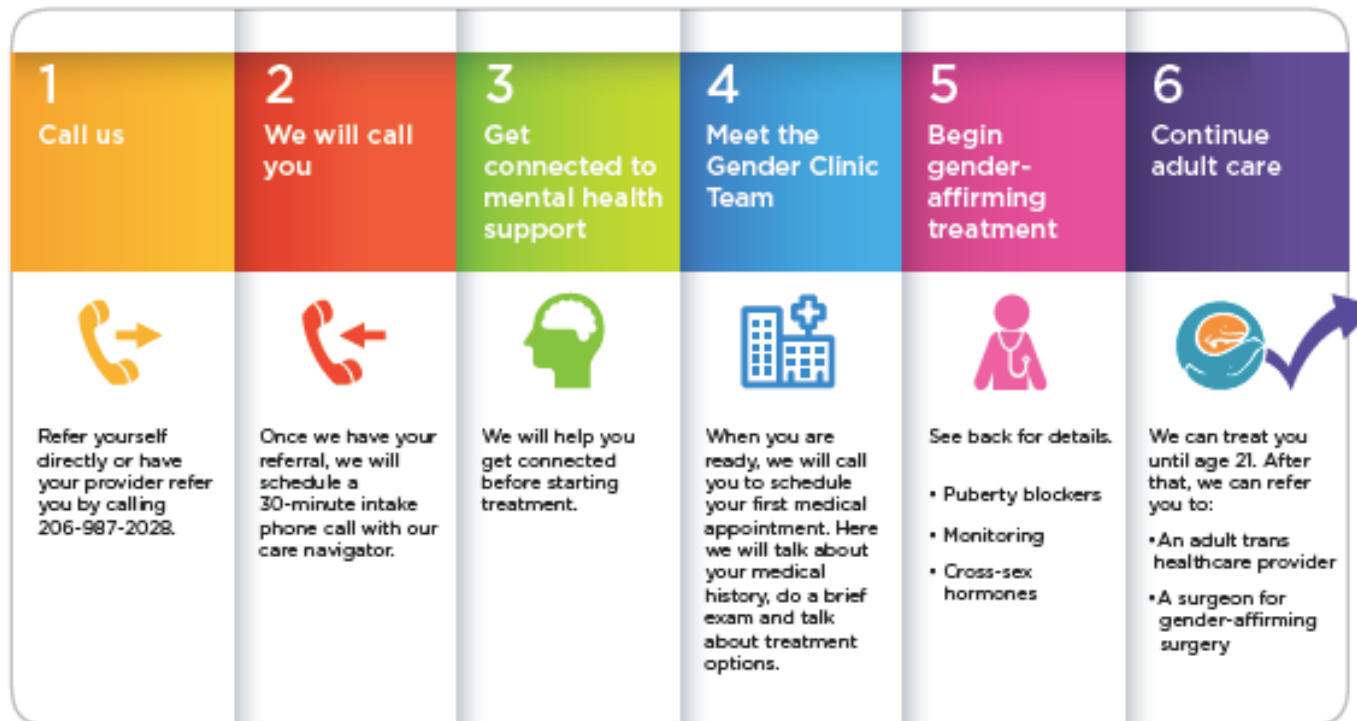 1
Call us
Refer yourself
directly or have
your provider refer
you by calling
206-987-2028.
2
We will call
you
Once we have your
referral, we will
schedule a
30-minute intake
phone call with our
care navigator.
3
Get
connected to
mental health
support
We will help you
get connected
before starting
treatment.
4
Meet the
Gender Clinic
Team
When you are
ready, we will call
you to schedule
your first medical
appointment. Here
we will talk about
your medical
history, do a brief
exam and talk
about treatment
options.
5
Begin
gender-
affirming
treatment
See back for details.
• Puberty blockers
• Monitoring
• Cross-sex
hormones
6
Continue
adult care
We can treat you
until age 21. After
that, we can refer
you to:
•An adult trans
healthcare provider
•A surgeon for
gender-affirming
surgery